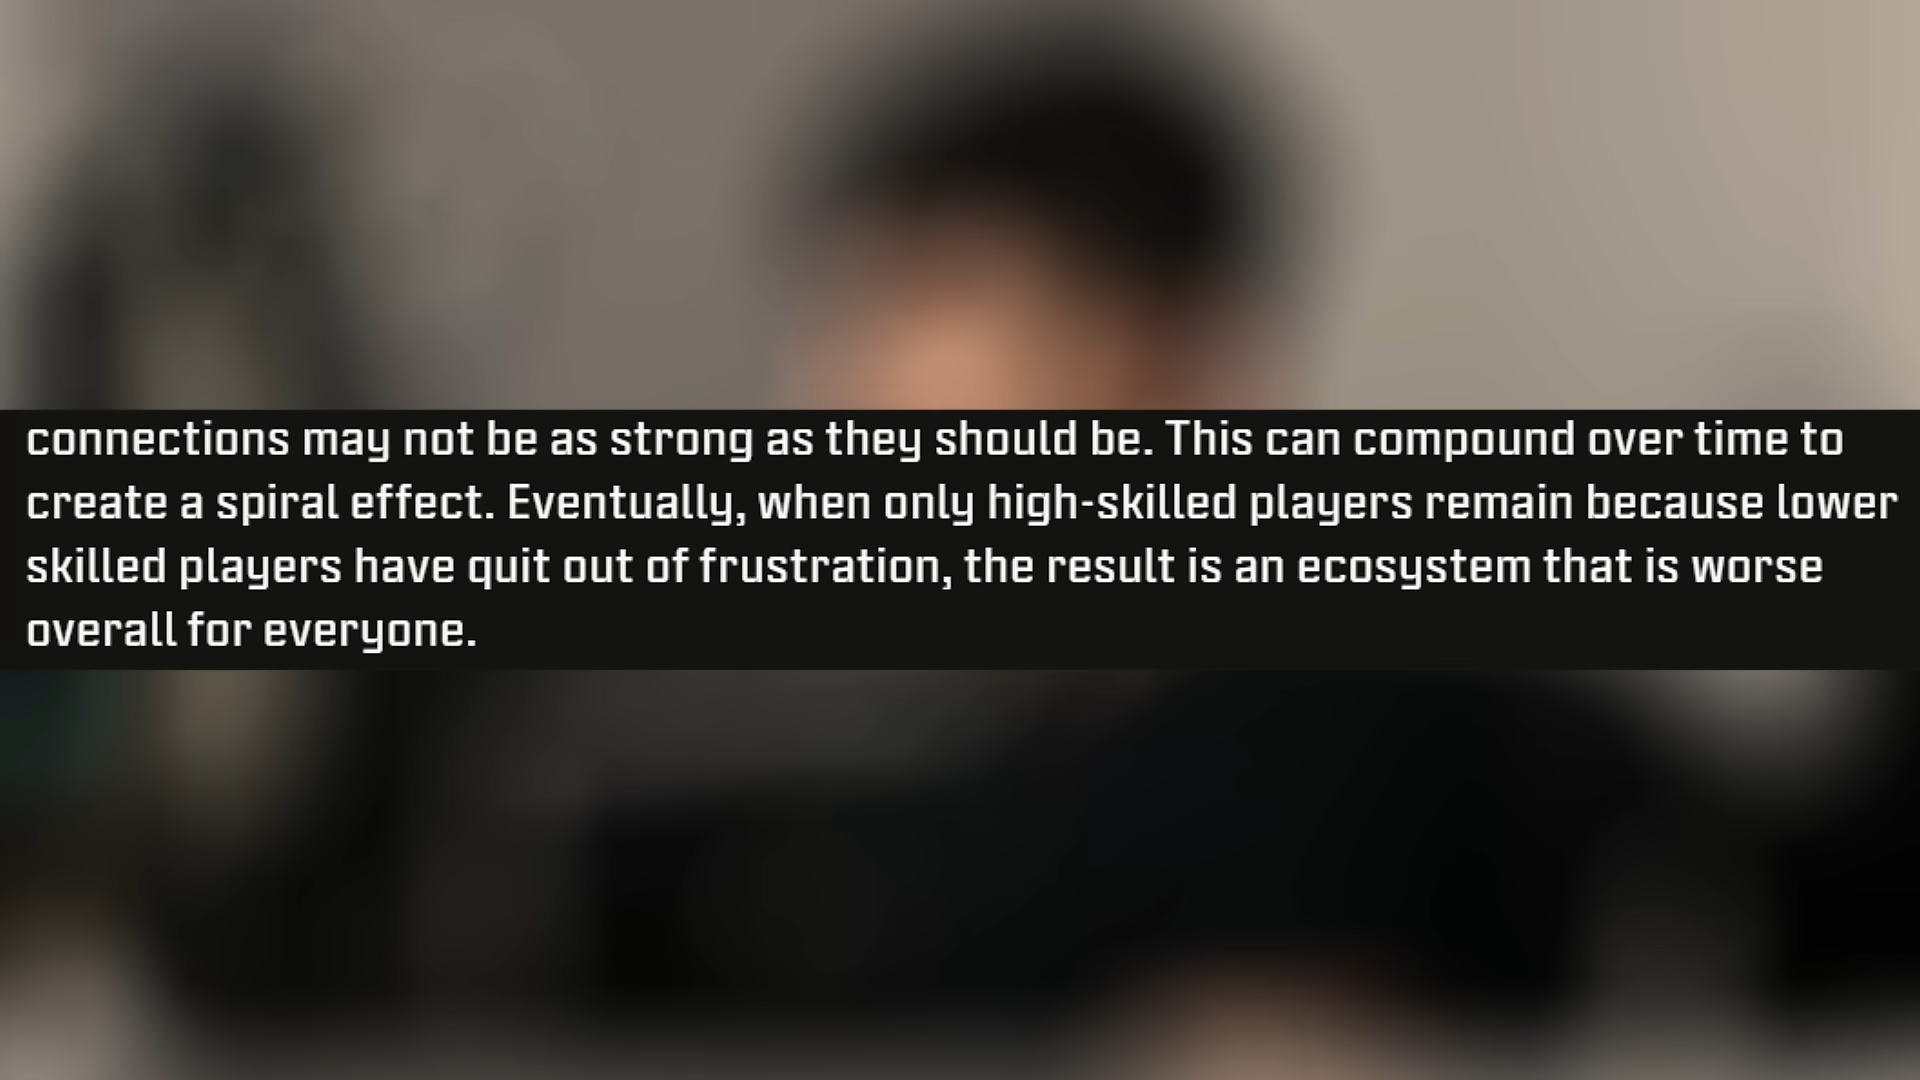 connections may not be as strong as they should be. This can compound over time to
create a spiral effect. Eventually, when only high-skilled players remain because lower
skilled players have quit out of frustration, the result is an ecosystem that is worse
overall for everyone.